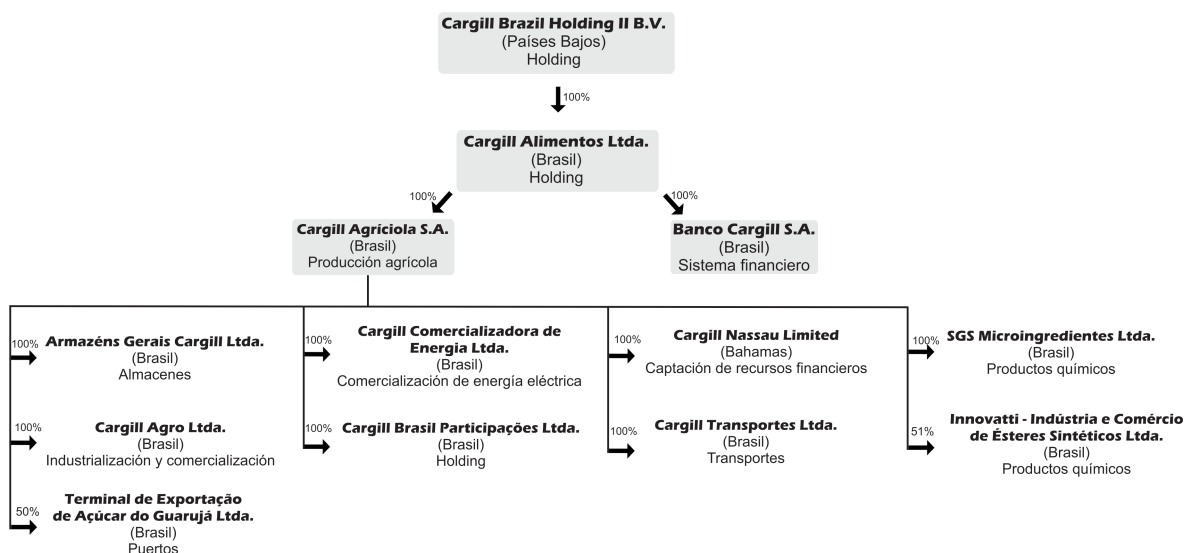 Cargill Brazil Holding II B.V.
(Países Bajos)
Holding
100%
Cargill Alimentos Ltda.
(Brasil)
Holding
100%
100%
Cargill Agríciola S.A.
(Brasil)
Producción agrícola
Banco Cargill S.A.
(Brasil)
Sistema financiero
100%
Armazéns Gerais Cargill Ltda.
(Brasil)
Almacenes
100%
Cargill Comercializadora de
Energia Ltda.
(Brasil)
Comercialización de energía eléctrica
100%
Cargill Nassau Limited
(Bahamas)
Captación de recursos financieros
100%
SGS Microingredientes Ltda.
(Brasil)
Productos químicos
100%
Cargill Agro Ltda.
(Brasil)
Industrialización y comercialización
100%
Cargill Brasil Participações Ltda.
(Brasil)
Holding
100%
Cargill Transportes Ltda.
(Brasil)
Transportes
51%
Innovatti - Indústria e Comércio
de Ésteres Sintéticos Ltda.
(Brasil)
Productos químicos
50%
Terminal de Exportação
de Açúcar do Guarujá Ltda.
(Brasil)
Puertos